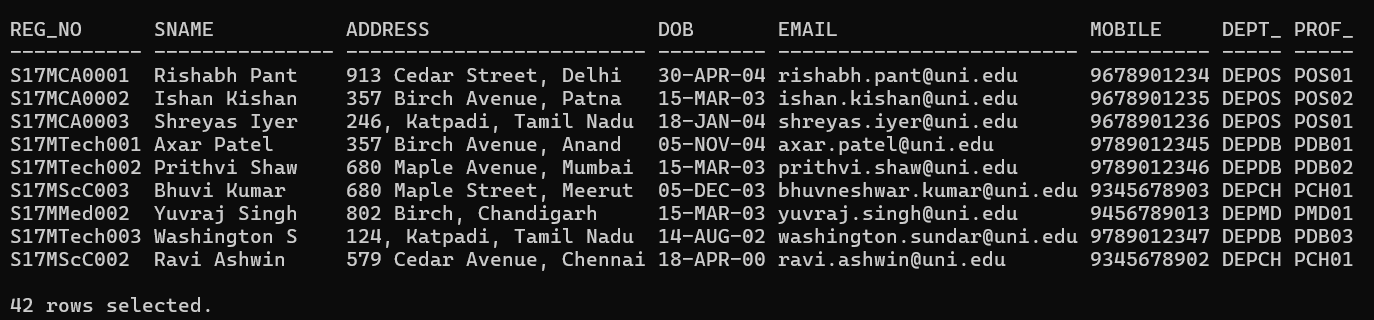 REG_NO      SNAME           ADDRESS                   DOB       EMAIL                     MOBILE     DEPT_ PROF_
----------- --------------- ------------------------- --------- ------------------------- ---------- ----- -----
S17MCA0001  Rishabh Pant    913 Cedar Street, Delhi   30-APR-04 rishabh.pant@uni.edu      9678901234 DEPOS POS01
S17MCA0002  Ishan Kishan    357 Birch Avenue, Patna   15-MAR-03 ishan.kishan@uni.edu      9678901235 DEPOS POS02
S17MCA0003  Shreyas Iyer    246, Katpadi, Tamil Nadu  18-JAN-04 shreyas.iyer@uni.edu      9678901236 DEPOS POS01
S17MTech001 Axar Patel      357 Birch Avenue, Anand   05-NOV-04 axar.patel@uni.edu        9789012345 DEPDB PDB01
S17MTech002 Prithvi Shaw    680 Maple Avenue, Mumbai  15-MAR-03 prithvi.shaw@uni.edu      9789012346 DEPDB PDB02
S17MScC003  Bhuvi Kumar     680 Maple Street, Meerut  05-DEC-03 bhuvneshwar.kumar@uni.edu 9345678903 DEPCH PCH01
S17MMed002  Yuvraj Singh    802 Birch, Chandigarh     15-MAR-03 yuvraj.singh@uni.edu      9456789013 DEPMD PMD01
S17MTech003 Washington S    124, Katpadi, Tamil Nadu  14-AUG-02 washington.sundar@uni.edu 9789012347 DEPDB PDB03
S17MScC002  Ravi Ashwin     579 Cedar Avenue, Chennai 18-APR-00 ravi.ashwin@uni.edu       9345678902 DEPCH PCH01
42 rows selected.